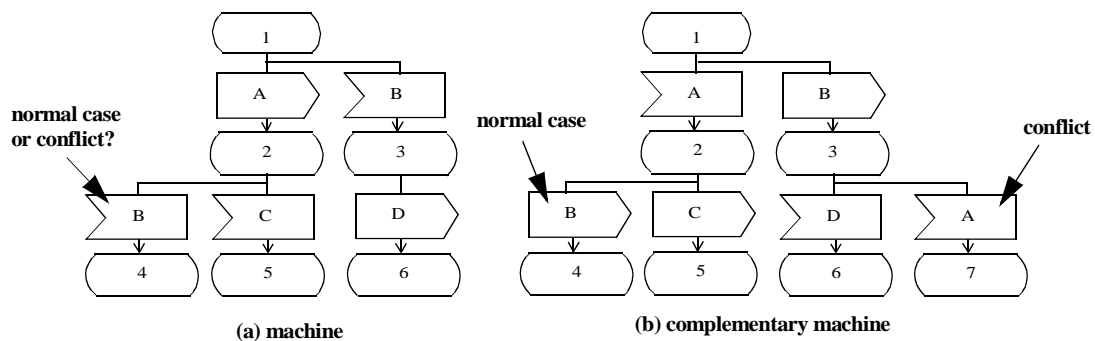 1
1
A
B
A
B
normal case
or conflict?
normal case
conflict
2
3
2
3
B
C
D
B
C
D
A
4
5
6
4
5
6
7
(a) machine
(b) complementary machine